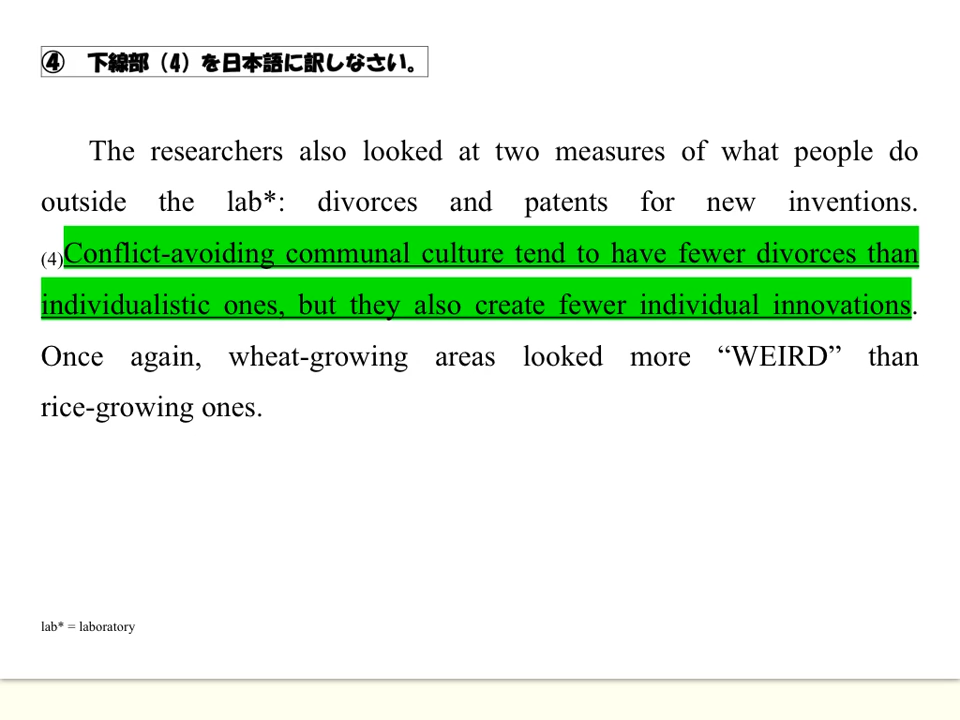 ④　下線部（4）を日本語に訳しなさい。
The researchers also looked at two measures of what people do
outside the lab*: divorces and patents for new inventions.
(4)Conflict-avoiding communal culture tend to have fewer divorces than
individualistic ones, but they also create fewer individual innovations.
Once again, wheat-growing areas looked more “WEIRD” than
rice-growing ones.
lab* = laboratory